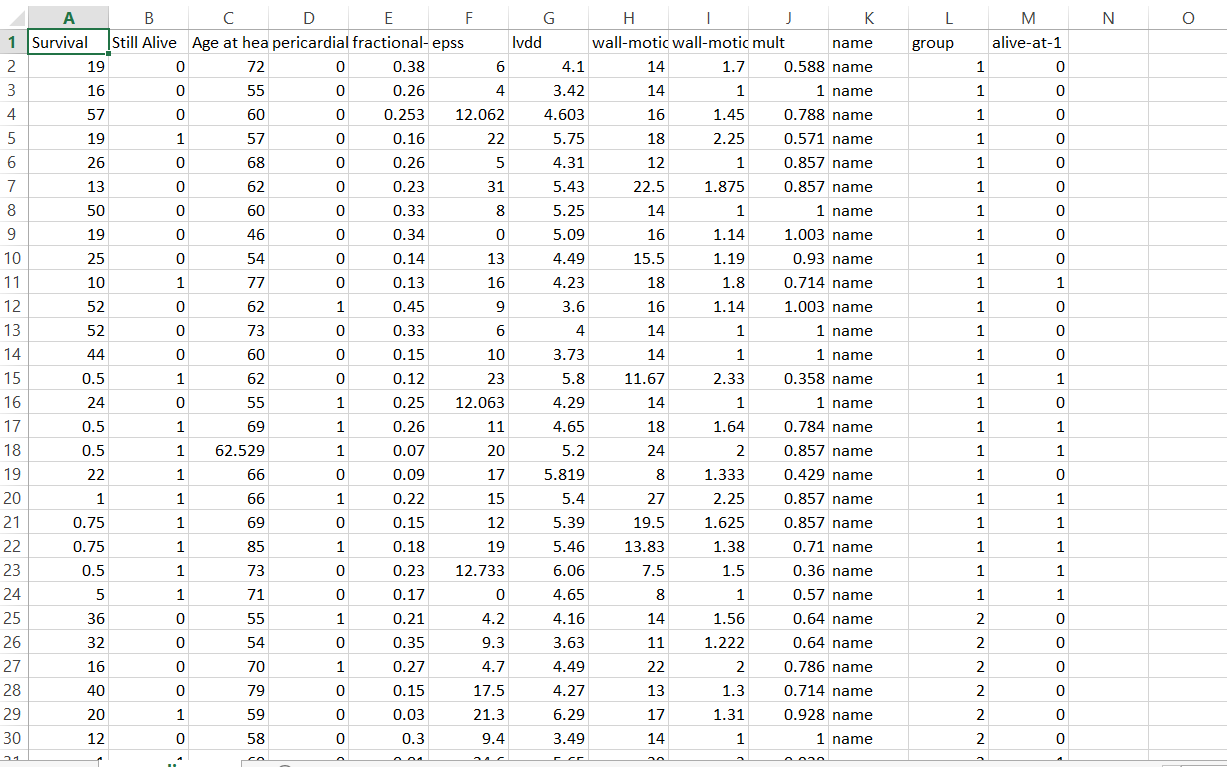 A B C D E F G H I J K L M N O
1 Survival Still Alive Age at hea pericardial fractional- epss lvdd wall-motic wall-motic mult name group alive-at-1
2 19 0 72 0 0.38 6 4.1 14 1.7 0.588 name 1 0
3 16 0 55 0 0.26 4 3.42 14 1 1 name 1 0
4 57 0 60 0 0.253 12.062 4.603 16 1.45 0.788 name 1 0
5 19 1 57 0 0.16 22 5.75 18 2.25 0.571 name 1 0
6 26 0 68 0 0.26 5 4.31 12 1 0.857 name 1 0
7 13 0 62 0 0.23 31 5.43 22.5 1.875 0.857 name 1 0
8 50 0 60 0 0.33 8 5.25 14 1 1 name 1 0
9 19 0 46 0 0.34 0 5.09 16 1.14 1.003 name 1 0
10 25 0 54 0 0.14 13 4.49 15.5 1.19 0.93 name 1 0
11 10 1 77 0 0.13 16 4.23 18 1.8 0.714 name 1 1
12 52 0 62 1 0.45 9 3.6 16 1.14 1.003 name 1 0
13 52 0 73 0 0.33 6 4 14 1 1 name 1 0
14 44 0 60 0 0.15 10 3.73 14 1 1 name 1 0
15 0.5 1 62 0 0.12 23 5.8 11.67 2.33 0.358 name 1 1
16 24 0 55 1 0.25 12.063 4.29 14 1 1 name 1 0
17 0.5 1 69 1 0.26 11 4.65 18 1.64 0.784 name 1 1
18 0.5 1 62.529 1 0.07 20 5.2 24 2 0.857 name 1 1
19 22 1 66 0 0.09 17 5.819 8 1.333 0.429 name 1 0
20 1 1 66 1 0.22 15 5.4 27 2.25 0.857 name 1 1
21 0.75 1 69 0 0.15 12 5.39 19.5 1.625 0.857 name 1 1
22 0.75 1 85 1 0.18 19 5.46 13.83 1.38 0.71 name 1 1
23 0.5 1 73 0 0.23 12.733 6.06 7.5 1.5 0.36 name 1 1
24 5 1 71 0 0.17 0 4.65 8 1 0.57 name 1 1
25 36 0 55 1 0.21 4.2 4.16 14 1.56 0.64 name 2 0
26 32 0 54 0 0.35 9.3 3.63 11 1.222 0.64 name 2 0
27 16 0 70 1 0.27 4.7 4.49 22 2 0.786 name 2 0
28 40 0 79 0 0.15 17.5 4.27 13 1.3 0.714 name 2 0
29 20 1 59 0 0.03 21.3 6.29 17 1.31 0.928 name 2 0
30 12 0 58 0 0.3 9.4 3.49 14 1 1 name 2 0